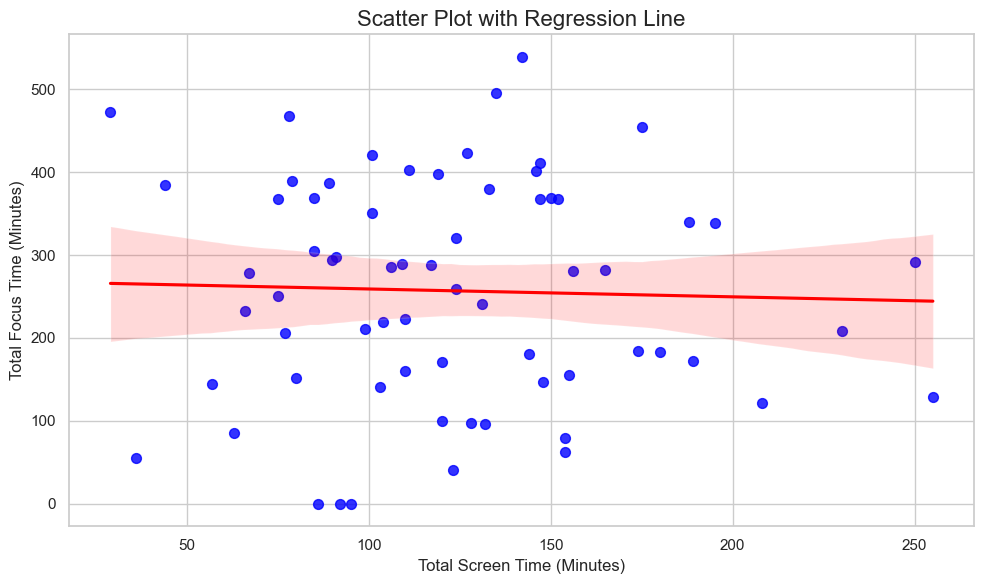 Scatter Plot with Regression Line
Total Focus Time (Minutes)
500
400
300
200
100
0
50 100 150 200 250
Total Screen Time (Minutes)